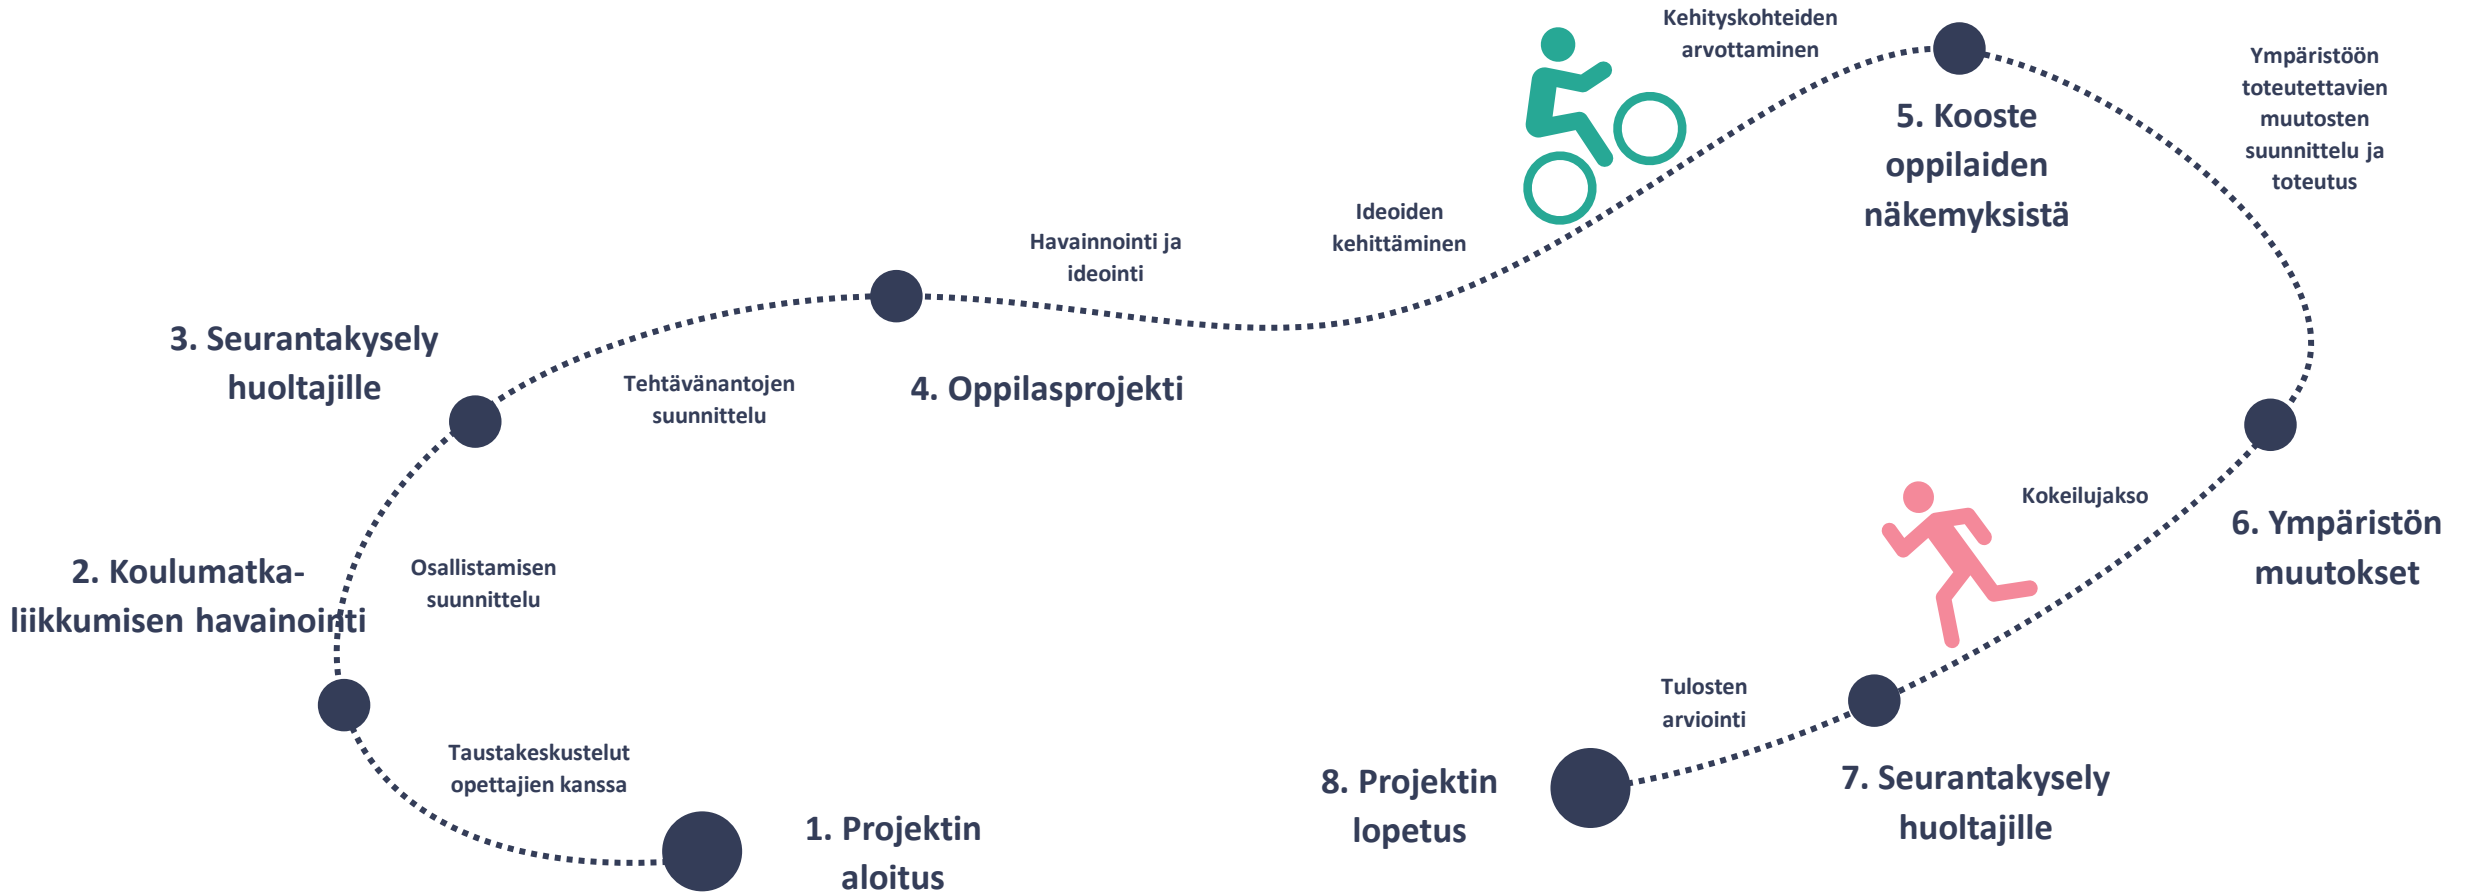 1. Projektin
aloitus
Taustakeskustelut
opettajien kanssa
2. Koulumatka-
liikkumisen havainointi
Osallistamisen
suunnittelu
3. Seurantakysely
huoltajille
Tehtävänantojen
suunnittelu
4. Oppilasprojekti
Havainnointi ja
ideointi
Ideoiden
kehittäminen
Kehityskohteiden
arvottaminen
5. Kooste
oppilaiden
näkemyksistä
Ympäristöön
toteutettavien
muutosten
suunnittelu ja
toteutus
6. Ympäristön
muutokset
Kokeilujakso
7. Seurantakysely
huoltajille
Tulosten
arviointi
8. Projektin
lopetus